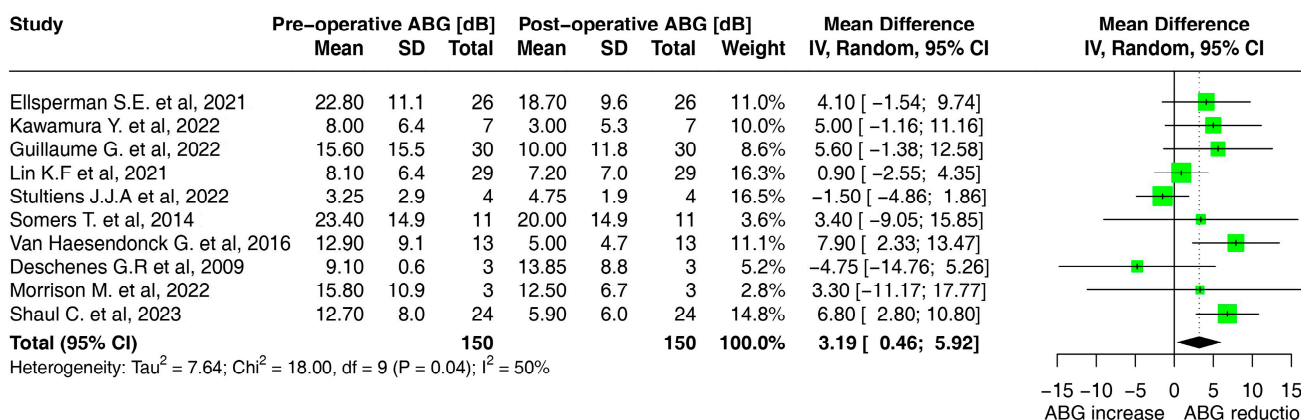 Study Pre−operative ABG [dB] Post−operative ABG [dB] Mean Difference Mean Difference
Mean SD Total Mean SD Total Weight IV, Random, 95% CI IV, Random, 95% CI
Ellsperman S.E. et al, 2021 22.80 11.1 26 18.70 9.6 26 11.0% 4.10 [ −1.54; 9.74]
Kawamura Y. et al, 2022 8.00 6.4 7 3.00 5.3 7 10.0% 5.00 [ −1.16; 11.16]
Guillaume G. et al, 2022 15.60 15.5 30 10.00 11.8 30 8.6% 5.60 [ −1.38; 12.58]
Lin K.F et al, 2021 8.10 6.4 29 7.20 7.0 29 16.3% 0.90 [ −2.55; 4.35]
Stultiens J.J.A et al, 2022 3.25 2.9 4 4.75 1.9 4 16.5% −1.50 [ −4.86; 1.86]
Somers T. et al, 2014 23.40 14.9 11 20.00 14.9 11 3.6% 3.40 [ −9.05; 15.85]
Van Haesendonck G. et al, 2016 12.90 9.1 13 5.00 4.7 13 11.1% 7.90 [ 2.33; 13.47]
Deschenes G.R et al, 2009 9.10 0.6 3 13.85 8.8 3 5.2% −4.75 [−14.76; 5.26]
Morrison M. et al, 2022 15.80 10.9 3 12.50 6.7 3 2.8% 3.30 [−11.17; 17.77]
Shaul C. et al, 2023 12.70 8.0 24 5.90 6.0 24 14.8% 6.80 [ 2.80; 10.80]
Total (95% CI) 150 150 100.0% 3.19 [ 0.46; 5.92]
Heterogeneity: Tau² = 7.64; Chi² = 18.00, df = 9 (P = 0.04); I² = 50%
−15 −10 −5 0 5 10 15
ABG increase ABG reductio